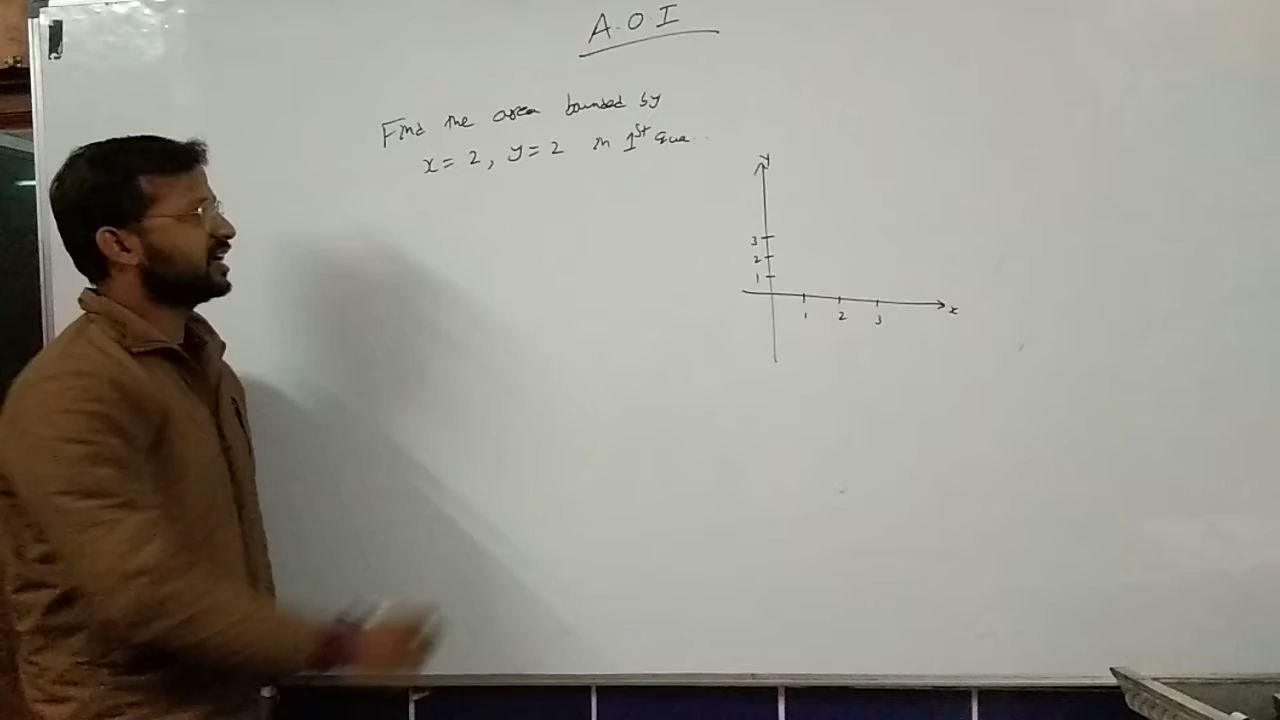 A.O.I
Find the area bounded by
x = 2, y = 2 in 1st qua...
y
3
2
1
1 2 3 x